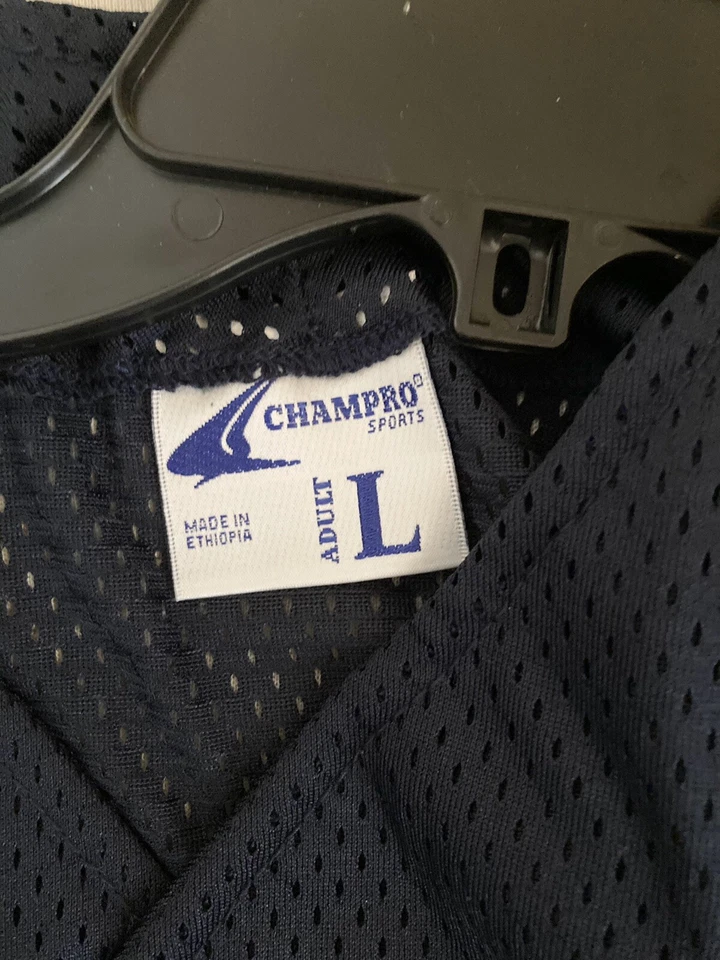 CHAMPRO
SPORTS
MADE IN
ETHIOPIA
ADULT
L